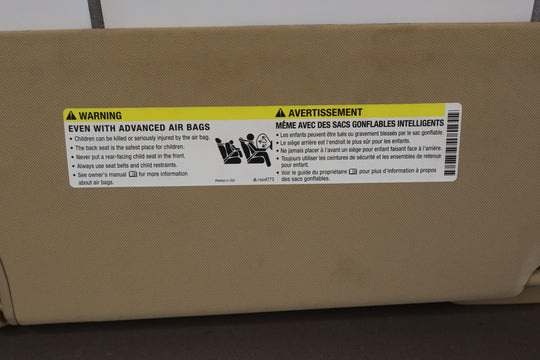 WARNING
EVEN WITH ADVANCED AIR BAGS
• Children can be killed or seriously injured by the air bag.
• The back seat is the safest place for children.
• Never put a rear-facing child seat in the front.
• Always use seat belts and child restraints.
• See owner's manual for more information
about air bags.
Printed in USA
AVERTISSEMENT
MÊME AVEC DES SACS GONFLABLES INTELLIGENTS
• Les enfants peuvent être tués ou gravement blessés par le sac gonflable.
• Le siège arrière est l'endroit le plus sûr pour les enfants.
• Ne jamais placer à l'avant un siège pour enfant faisant face à l'arrière.
• Toujours utiliser les ceintures de sécurité et les ensembles de retenue
pour enfant.
• Voir le guide du propriétaire pour plus d'information à propos
des sacs gonflables.